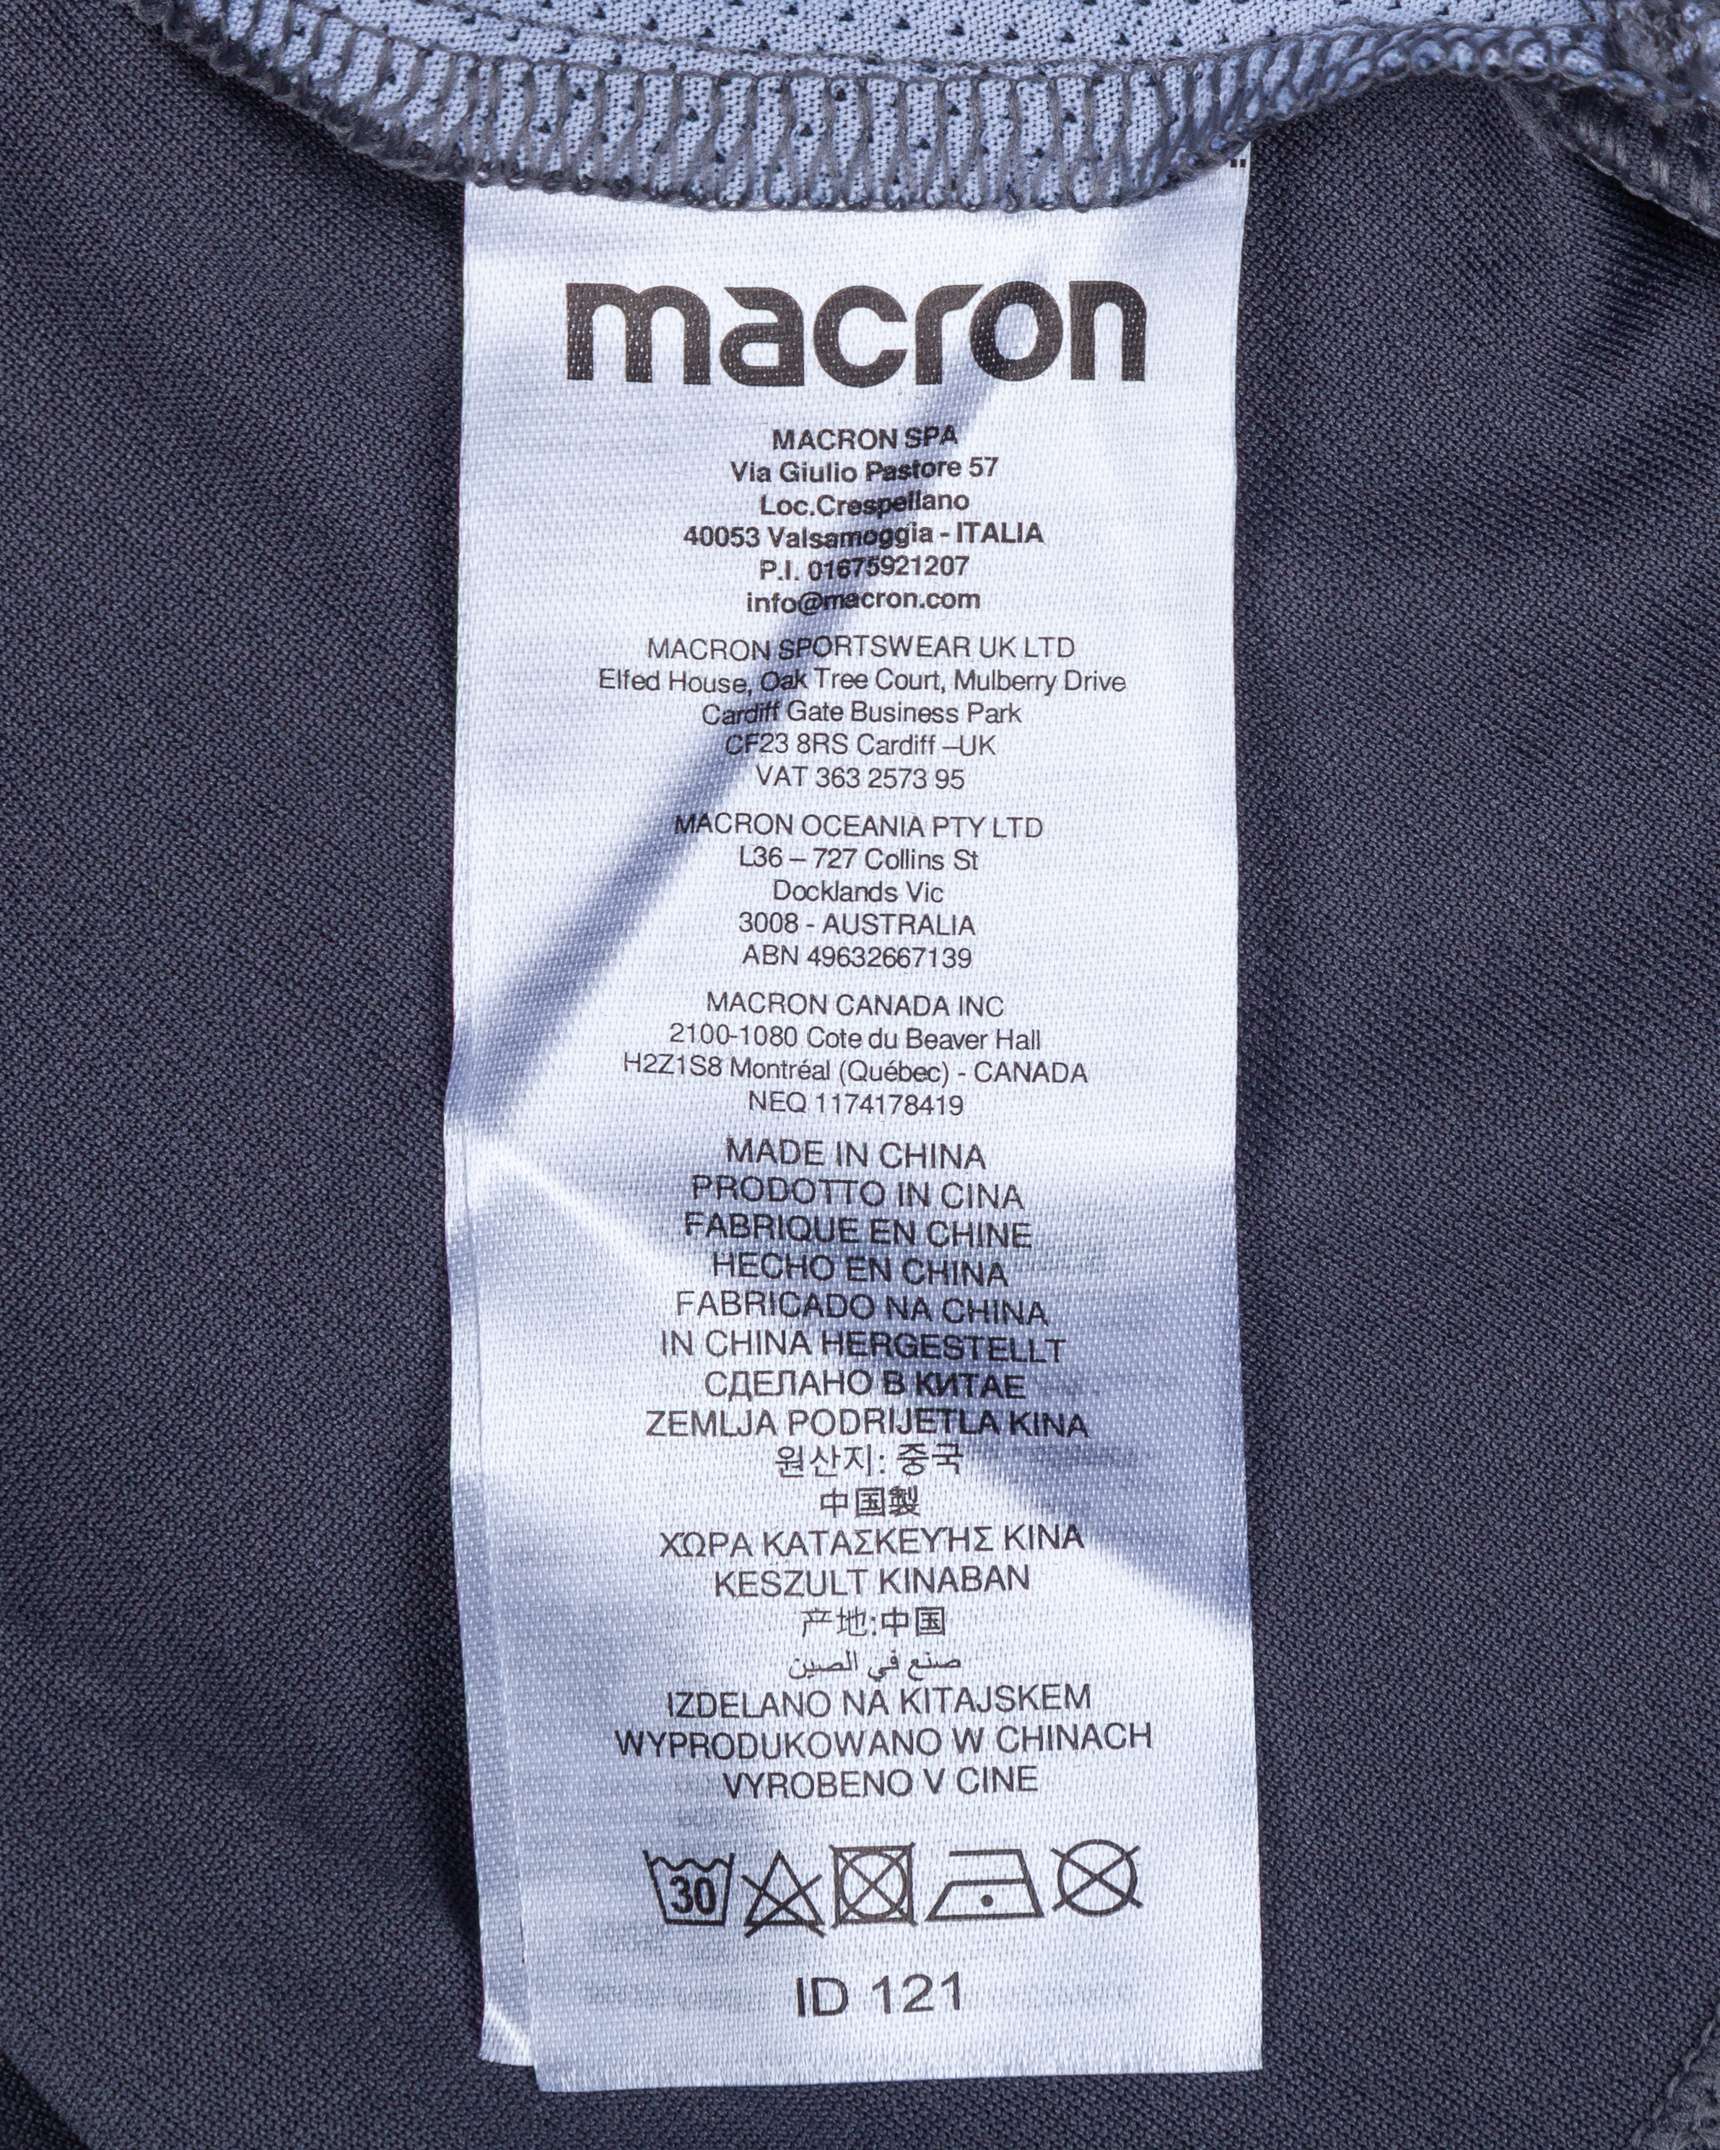 macron
MACRON SPA
Via Giulio Pastore 57
Loc.Crespellano
40053 Valsamoggia - ITALIA
P.I. 01675921207
info@macron.com
MACRON SPORTSWEAR UK LTD
Elfed House, Oak Tree Court, Mulberry Drive
Cardiff Gate Business Park
CF23 8RS Cardiff –UK
VAT 363 2573 95
MACRON OCEANIA PTY LTD
L36 – 727 Collins St
Docklands Vic
3008 - AUSTRALIA
ABN 49632667139
MACRON CANADA INC
2100-1080 Cote du Beaver Hall
H2Z1S8 Montréal (Québec) - CANADA
NEQ 1174178419
MADE IN CHINA
PRODOTTO IN CINA
FABRIQUE EN CHINE
HECHO EN CHINA
FABRICADO NA CHINA
IN CHINA HERGESTELLT
СДЕЛАНО В КИТАЕ
ZEMLJA PODRIJETLA KINA
원산지: 중국
中国製
ΧΏΡΑ ΚΑΤΑΣΚΕΥΉΣ ΚΙΝΑ
KESZULT KINABAN
产地:中国
صنع في الصين
IZDELANO NA KITAJSKEM
WYPRODUKOWANO W CHINACH
VYROBENO V CINE
30
ID 121